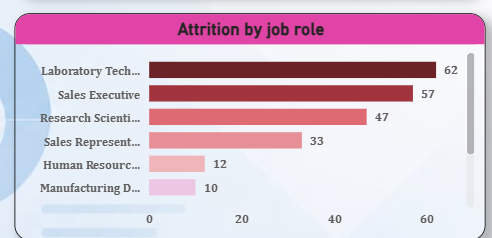 Attrition by job role
Laboratory Tech... 62
Sales Executive 57
Research Scienti... 47
Sales Represent... 33
Human Resourc... 12
Manufacturing D... 10
0 20 40 60